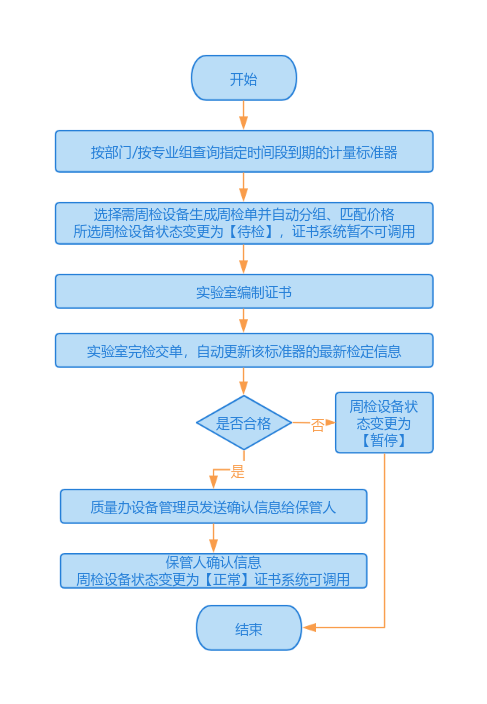 开始
按部门/按专业组查询指定时间段到期的计量标准器
选择需周检设备生成周检单并自动分组、匹配价格
所选周检设备状态变更为【待检】，证书系统暂不可调用
实验室编制证书
实验室完检交单，自动更新该标准器的最新检定信息
是否合格
否
周检设备状
态变更为
【暂停】
是
质量办设备管理员发送确认信息给保管人
保管人确认信息
周检设备状态变更为【正常】证书系统可调用
结束